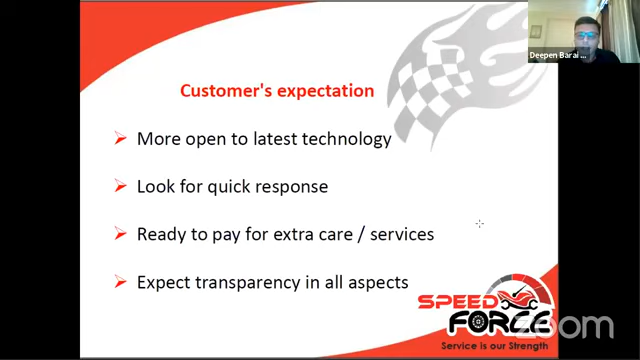 Deepen Barai ...
Customer's expectation
More open to latest technology
Look for quick response
Ready to pay for extra care / services
Expect transparency in all aspects
SPEED
FORCE
zoom
Service is our Strength